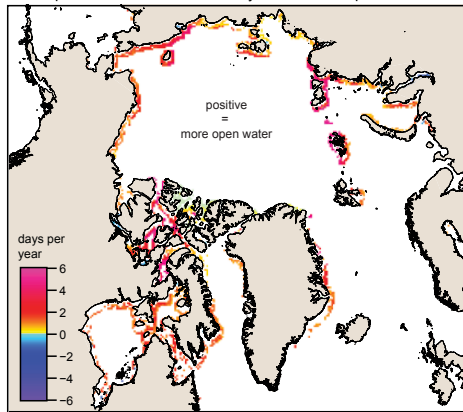 positive
=
more open water
days per
year
6
4
2
0
−2
−4
−6